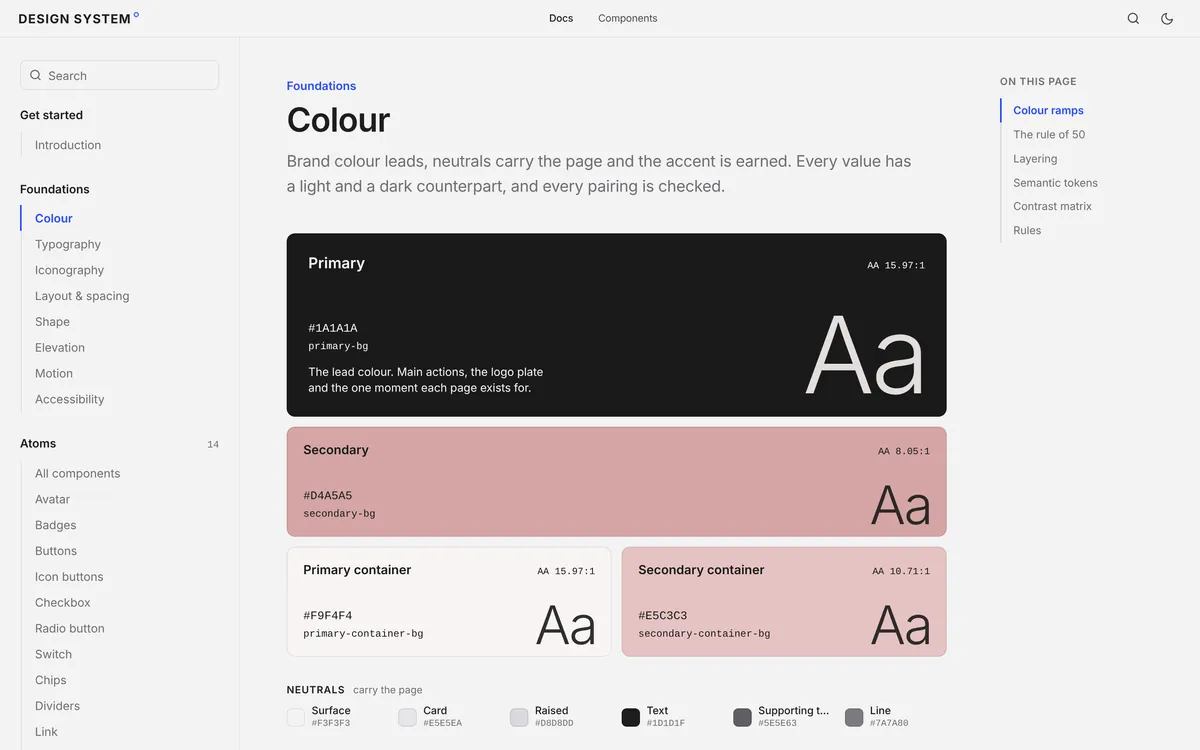 DESIGN SYSTEM°
Docs
Components
Search
Get started
Introduction
Foundations
Colour
Typography
Iconography
Layout & spacing
Shape
Elevation
Motion
Accessibility
Atoms
14
All components
Avatar
Badges
Buttons
Icon buttons
Checkbox
Radio button
Switch
Chips
Dividers
Link
Foundations
Colour
Brand colour leads, neutrals carry the page and the accent is earned. Every value has
a light and a dark counterpart, and every pairing is checked.
Primary
AA 15.97:1
#1A1A1A
primary-bg
The lead colour. Main actions, the logo plate
and the one moment each page exists for.
Aa
Secondary
AA 8.05:1
#D4A5A5
secondary-bg
Aa
Primary container
AA 15.97:1
#F9F4F4
primary-container-bg
Aa
Secondary container
AA 10.71:1
#E5C3C3
secondary-container-bg
Aa
NEUTRALS carry the page
Surface
#F3F3F3
Card
#E5E5EA
Raised
#D8D8DD
Text
#1D1D1F
Supporting t...
#5E5E63
Line
#7A7A80
ON THIS PAGE
Colour ramps
The rule of 50
Layering
Semantic tokens
Contrast matrix
Rules